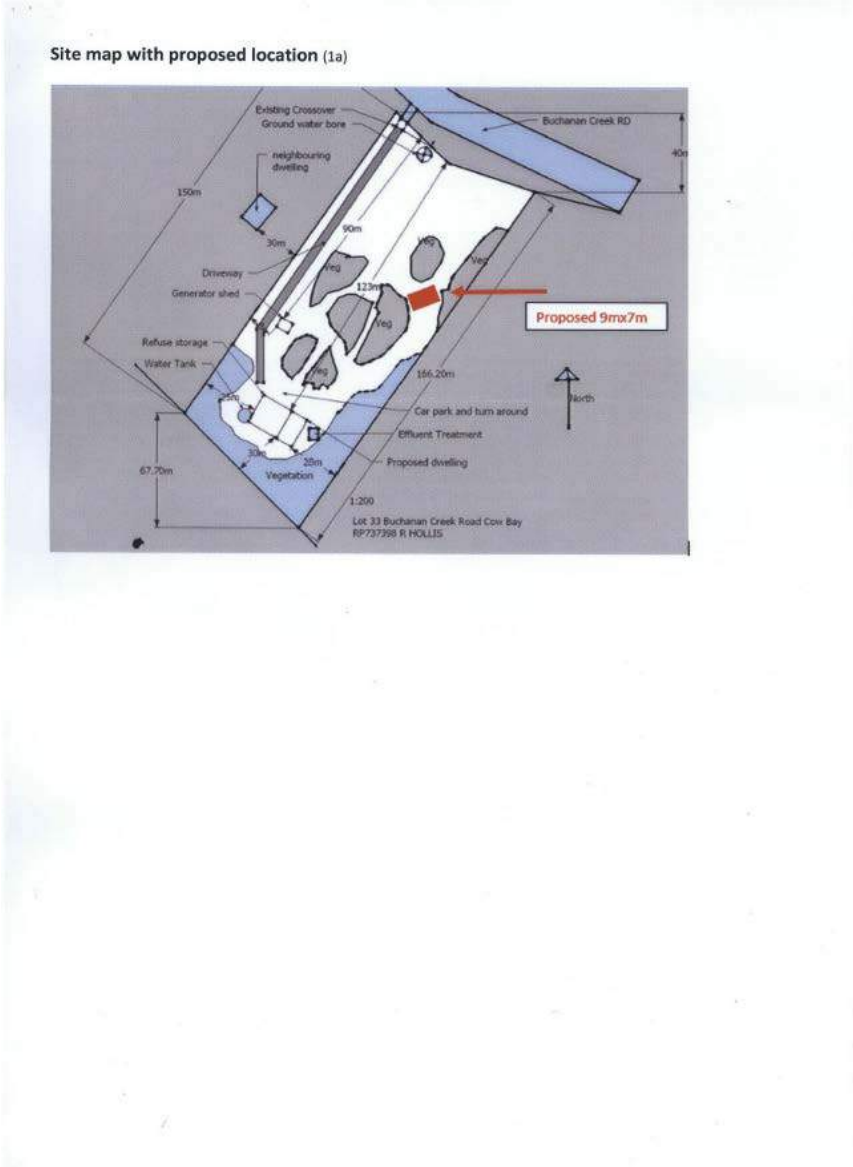 Site map with proposed location (1a)
Existing Crossover
Ground water bore
Buchanan Creek RD
neighbouring
dwelling
40m
150m
90m
30m
Veg
Veg
Veg
Driveway
Generator shed
123m
Proposed 9mx7m
Veg
Refuse storage
Water Tank
Veg
166.20m
North
25m
Car park and turn around
Effluent Treatment
30m
28m
Proposed dwelling
67.70m
Vegetation
1:200
Lot 33 Buchanan Creek Road Cow Bay
RP737398 R HOLLIS